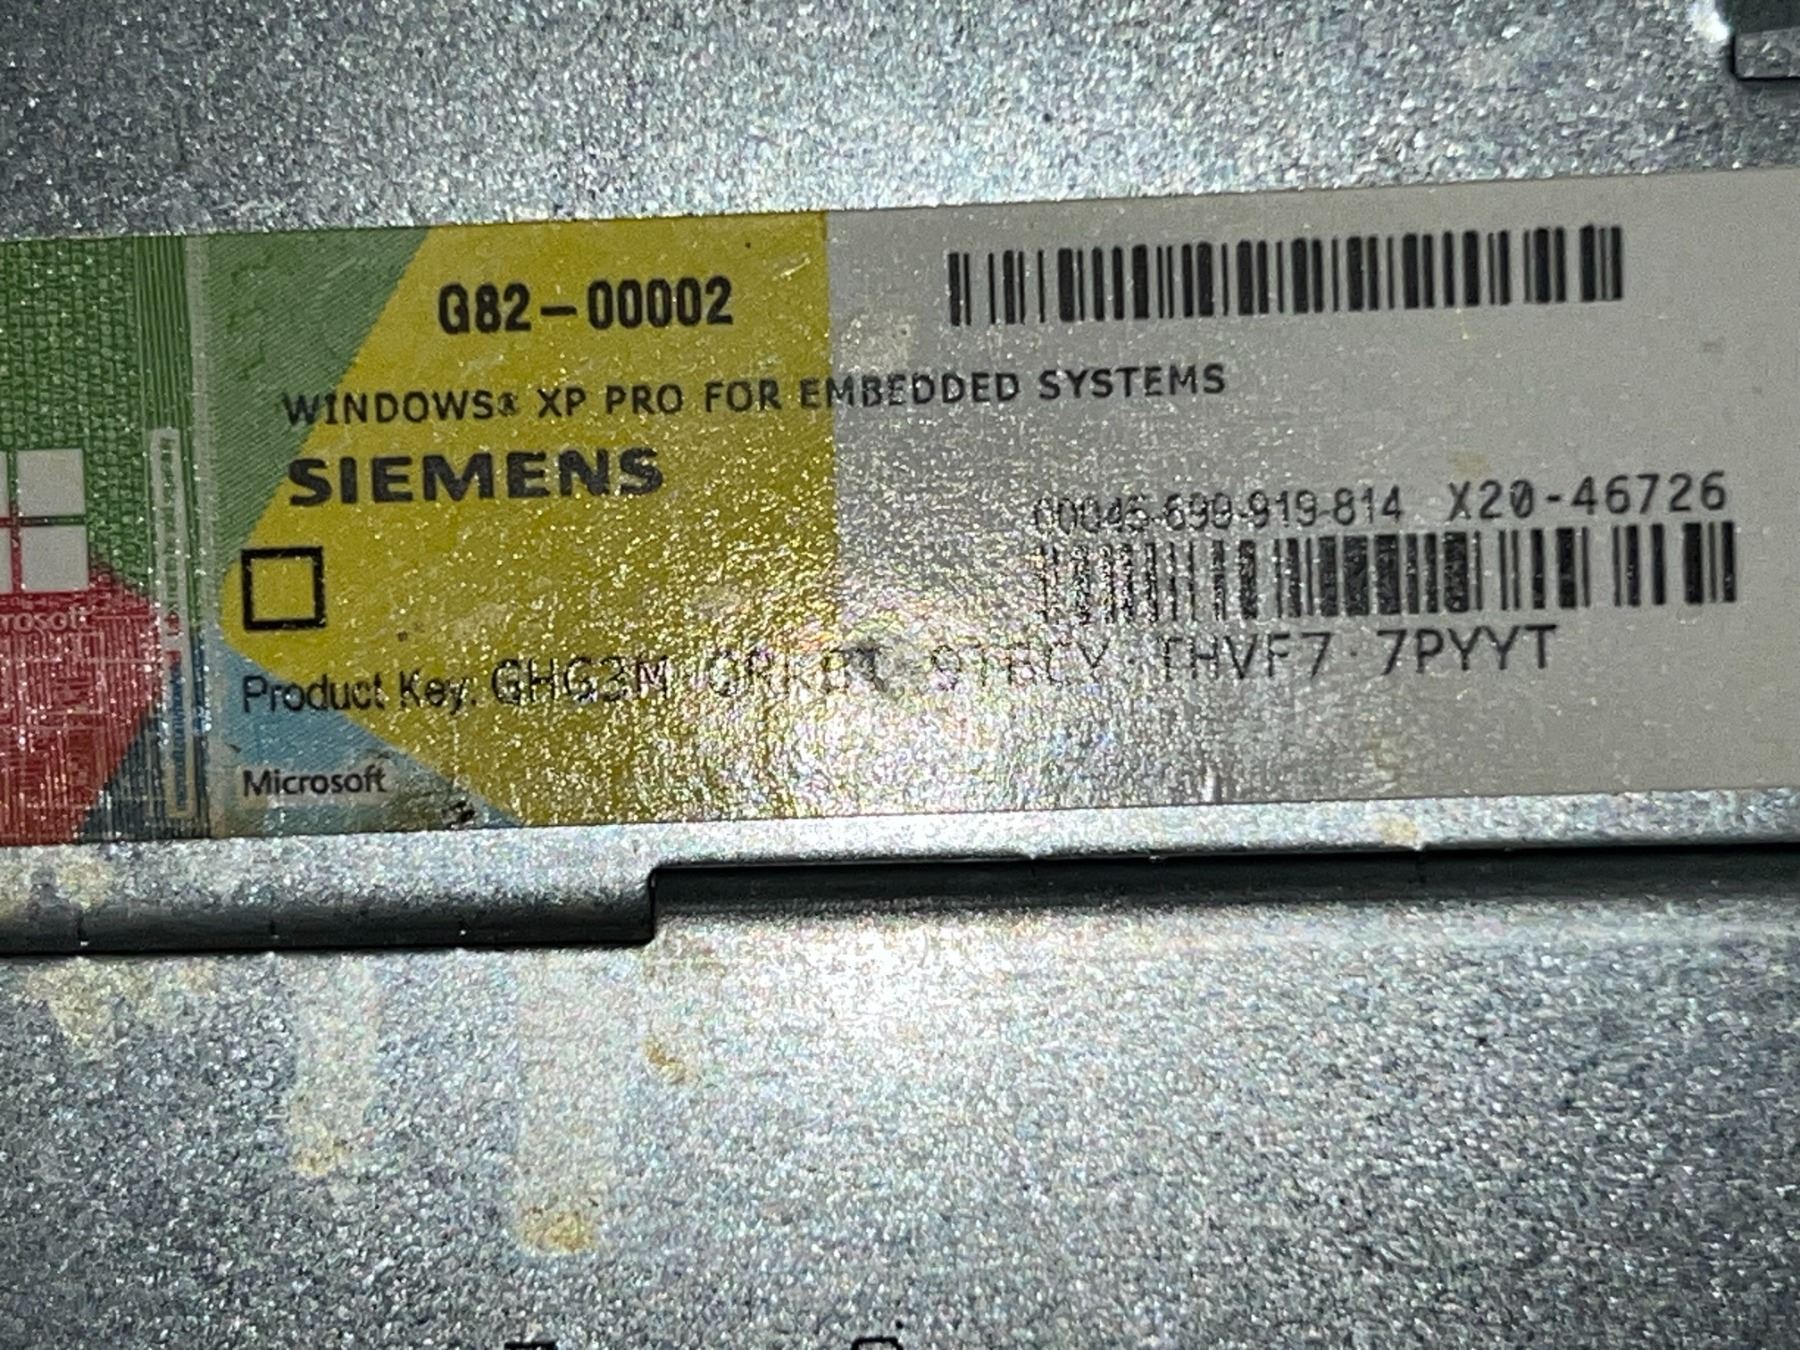 G82-00002
WINDOWS® XP PRO FOR EMBEDDED SYSTEMS
SIEMENS
00045-699-919-814 X20-46726
Product Key: GHG3M THVF7-7PYYT
Microsoft